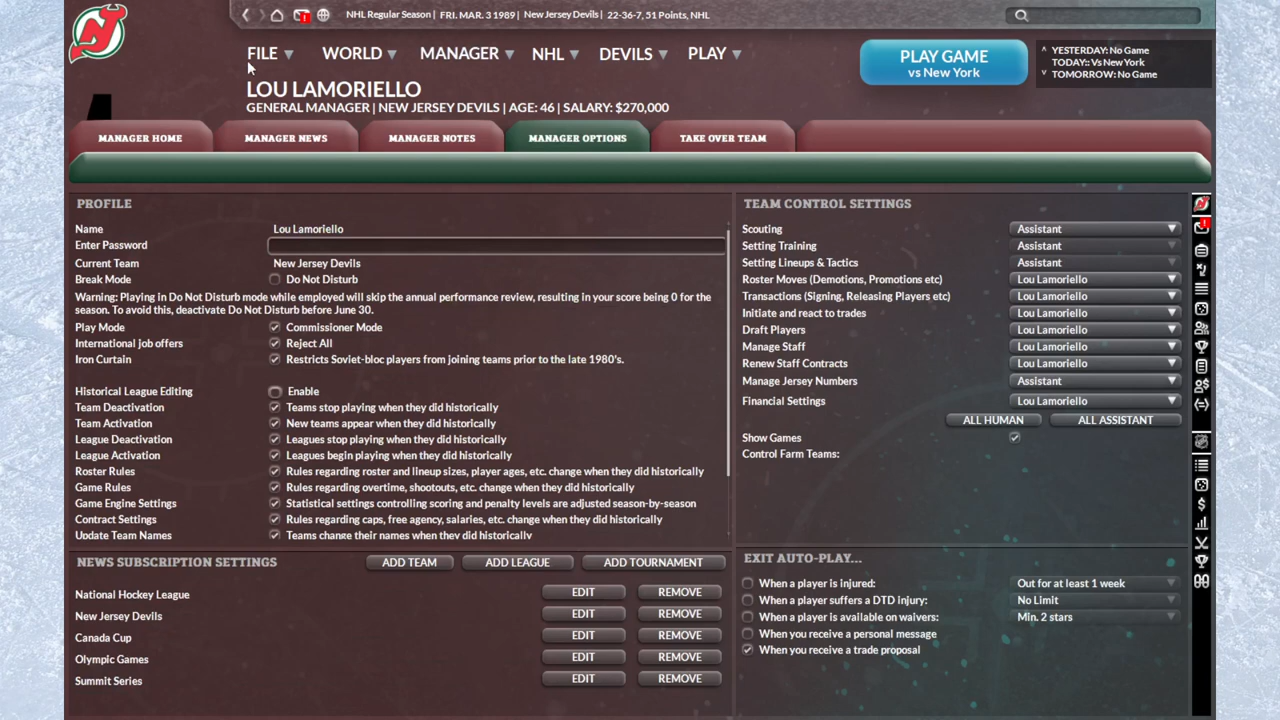 NHL Regular Season | FRI. MAR. 3 1989 | New Jersey Devils | 22-36-7, 51 Points, NHL
FILE WORLD MANAGER NHL DEVILS PLAY
PLAY GAME
vs New York
YESTERDAY: No Game
TODAY:: Vs New York
TOMORROW: No Game
LOU LAMORIELLO
GENERAL MANAGER | NEW JERSEY DEVILS | AGE: 46 | SALARY: $270,000
MANAGER HOME MANAGER NEWS MANAGER NOTES MANAGER OPTIONS TAKE OVER TEAM
PROFILE
Name Lou Lamoriello
Enter Password
Current Team New Jersey Devils
Break Mode Do Not Disturb
Warning: Playing in Do Not Disturb mode while employed will skip the annual performance review, resulting in your score being 0 for the
season. To avoid this, deactivate Do Not Disturb before June 30.
Play Mode Commissioner Mode
International job offers Reject All
Iron Curtain Restricts Soviet-bloc players from joining teams prior to the late 1980's.
Historical League Editing Enable
Team Deactivation Teams stop playing when they did historically
Team Activation New teams appear when they did historically
League Deactivation Leagues stop playing when they did historically
League Activation Leagues begin playing when they did historically
Roster Rules Rules regarding roster and lineup sizes, player ages, etc. change when they did historically
Game Rules Rules regarding overtime, shootouts, etc. change when they did historically
Game Engine Settings Statistical settings controlling scoring and penalty levels are adjusted season-by-season
Contract Settings Rules regarding caps, free agency, salaries, etc. change when they did historically
Update Team Names Teams change their names when they did historically
TEAM CONTROL SETTINGS
Scouting Assistant
Setting Training Assistant
Setting Lineups & Tactics Assistant
Roster Moves (Demotions, Promotions etc) Lou Lamoriello
Transactions (Signing, Releasing Players etc) Lou Lamoriello
Initiate and react to trades Lou Lamoriello
Draft Players Lou Lamoriello
Manage Staff Lou Lamoriello
Renew Staff Contracts Lou Lamoriello
Manage Jersey Numbers Assistant
Financial Settings Lou Lamoriello
ALL HUMAN ALL ASSISTANT
Show Games
Control Farm Teams:
NEWS SUBSCRIPTION SETTINGS ADD TEAM ADD LEAGUE ADD TOURNAMENT
National Hockey League EDIT REMOVE
New Jersey Devils EDIT REMOVE
Canada Cup EDIT REMOVE
Olympic Games EDIT REMOVE
Summit Series EDIT REMOVE
EXIT AUTO-PLAY...
When a player is injured: Out for at least 1 week
When a player suffers a DTD injury: No Limit
When a player is available on waivers: Min. 2 stars
When you receive a personal message
When you receive a trade proposal